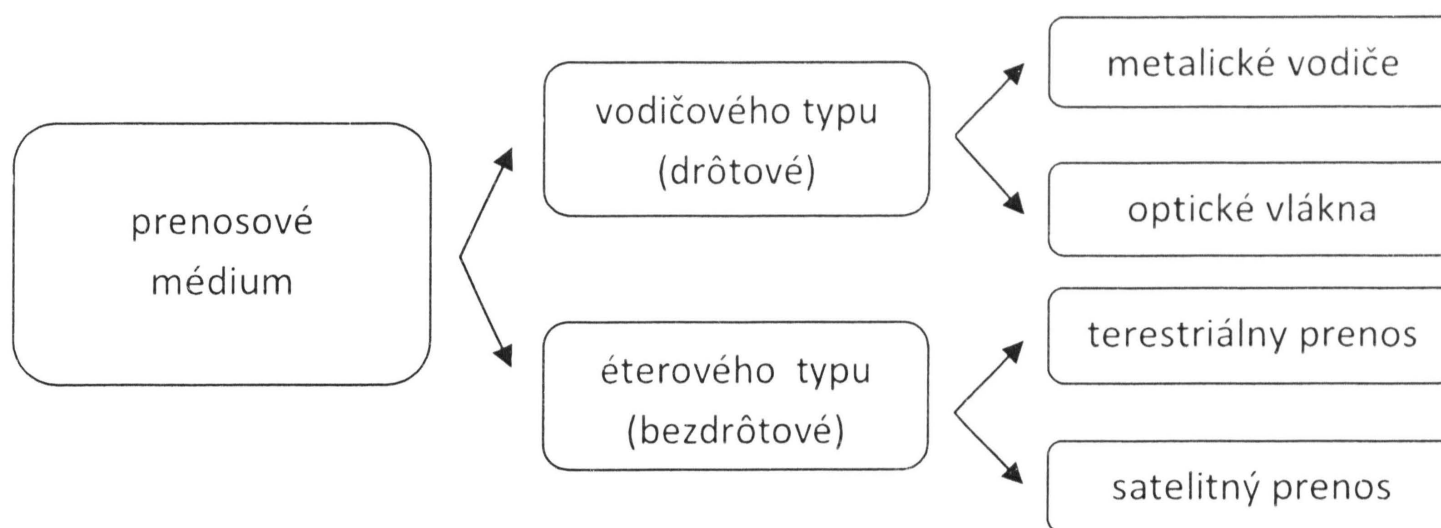 prenosové
médium
vodičového typu
(drôtové)
éterového typu
(bezdrôtové)
metalické vodiče
optické vlákna
terestriálny prenos
satelitný prenos